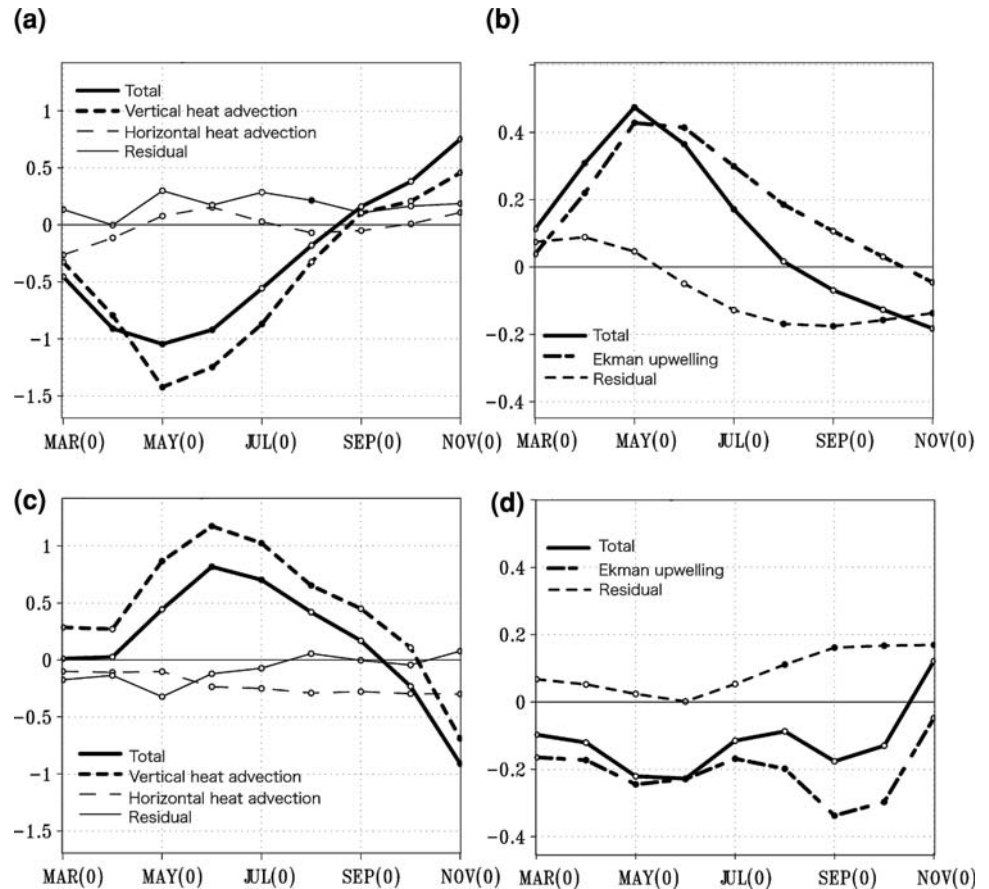 (a)
Total
Vertical heat advection
Horizontal heat advection
Residual
1
0.5
0
−0.5
−1
−1.5
MAR(0) MAY(0) JUL(0) SEP(0) NOV(0)
(b)
0.4
0.2
0
−0.2
−0.4
Total
Ekman upwelling
Residual
MAR(0) MAY(0) JUL(0) SEP(0) NOV(0)
(c)
1
0.5
0
−0.5
−1
−1.5
Total
Vertical heat advection
Horizontal heat advection
Residual
MAR(0) MAY(0) JUL(0) SEP(0) NOV(0)
(d)
Total
Ekman upwelling
Residual
0.4
0.2
0
−0.2
−0.4
MAR(0) MAY(0) JUL(0) SEP(0) NOV(0)